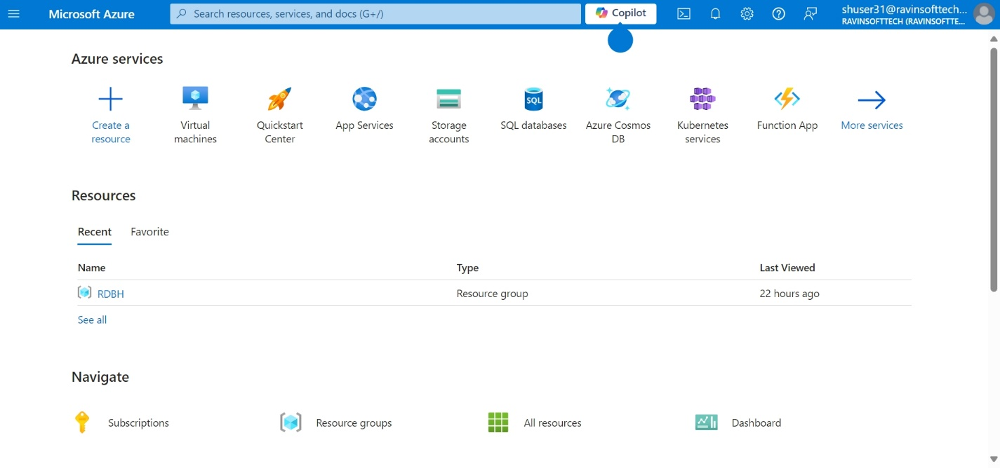 Microsoft Azure
Search resources, services, and docs (G+/)
Copilot
shuser31@ravinsofttech...
RAVINSOFTTECH (RAVINSOFTTE...
Azure services
Create a
resource
Virtual
machines
Quickstart
Center
App Services
Storage
accounts
SQL
SQL databases
Azure Cosmos
DB
Kubernetes
services
Function App
More services
Resources
Recent
Favorite
Name
Type
Last Viewed
RDBH
Resource group
22 hours ago
See all
Navigate
Subscriptions
Resource groups
All resources
Dashboard